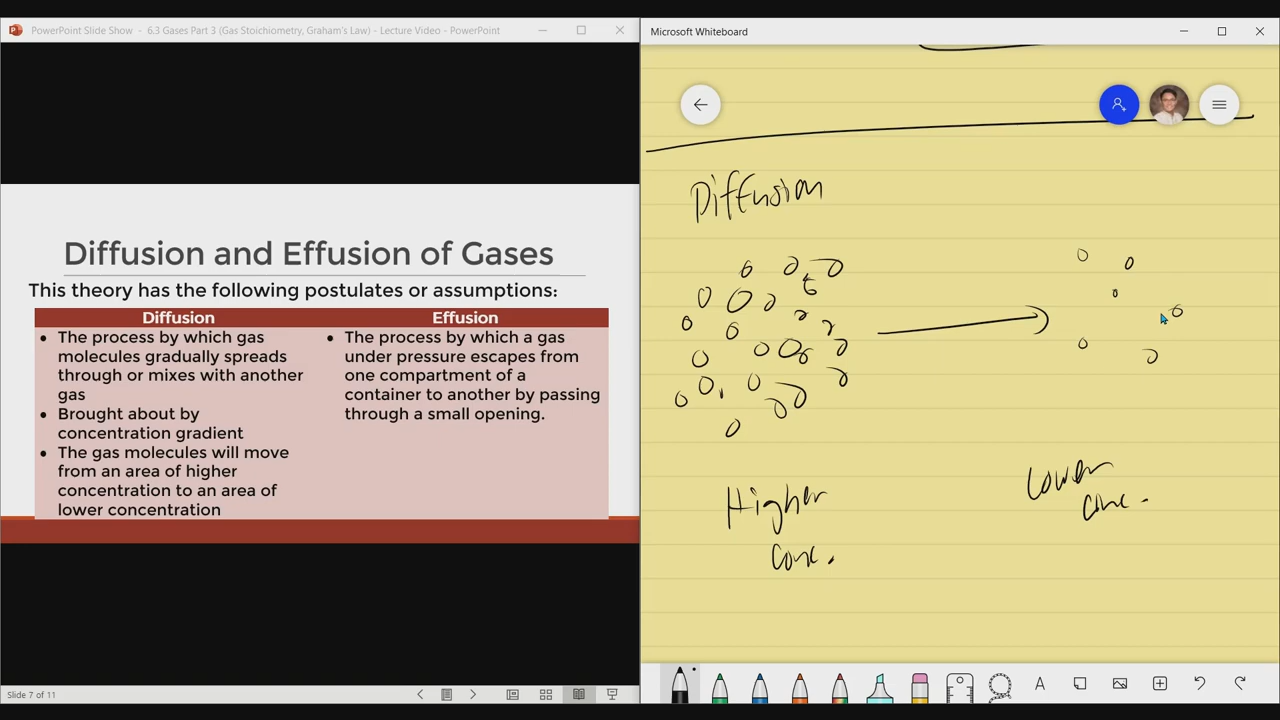 PowerPoint Slide Show - 6.3 Gases Part 3 (Gas Stoichiometry, Graham's Law) - Lecture Video - PowerPoint
Diffusion and Effusion of Gases
This theory has the following postulates or assumptions:
Diffusion
• The process by which gas
molecules gradually spreads
through or mixes with another
gas
• Brought about by
concentration gradient
• The gas molecules will move
from an area of higher
concentration to an area of
lower concentration
Effusion
• The process by which a gas
under pressure escapes from
one compartment of a
container to another by passing
through a small opening.
Slide 7 of 11
Microsoft Whiteboard
Diffusion
Higher
conc.
Lower
conc.